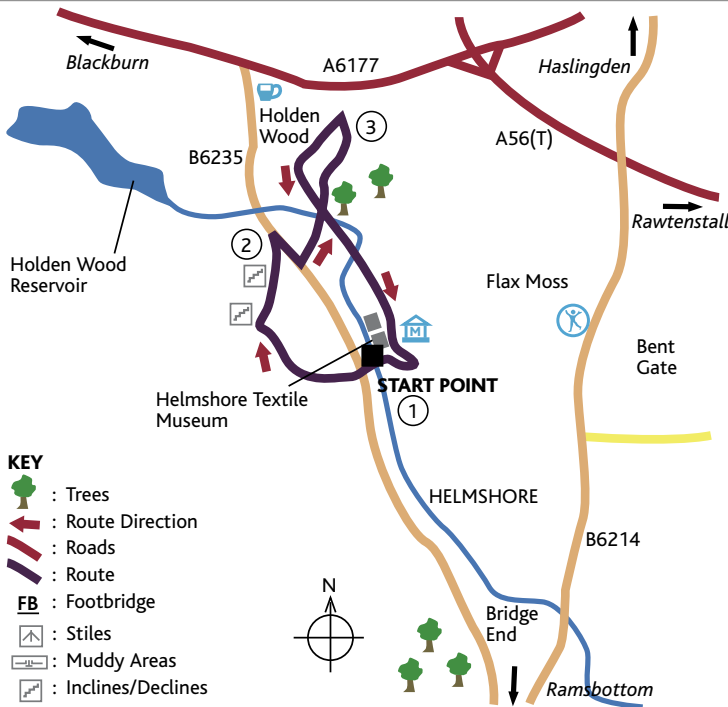 Blackburn
A6177
Haslingden
Holden
Wood
3
A56(T)
B6235
Rawtenstall
2
Holden Wood
Reservoir
Flax Moss
M
Bent
Gate
START POINT
Helmshore Textile
Museum
1
KEY
: Trees
: Route Direction
: Roads
: Route
FB : Footbridge
: Stiles
: Muddy Areas
: Inclines/Declines
HELMSHORE
B6214
N
Bridge
End
Ramsbottom